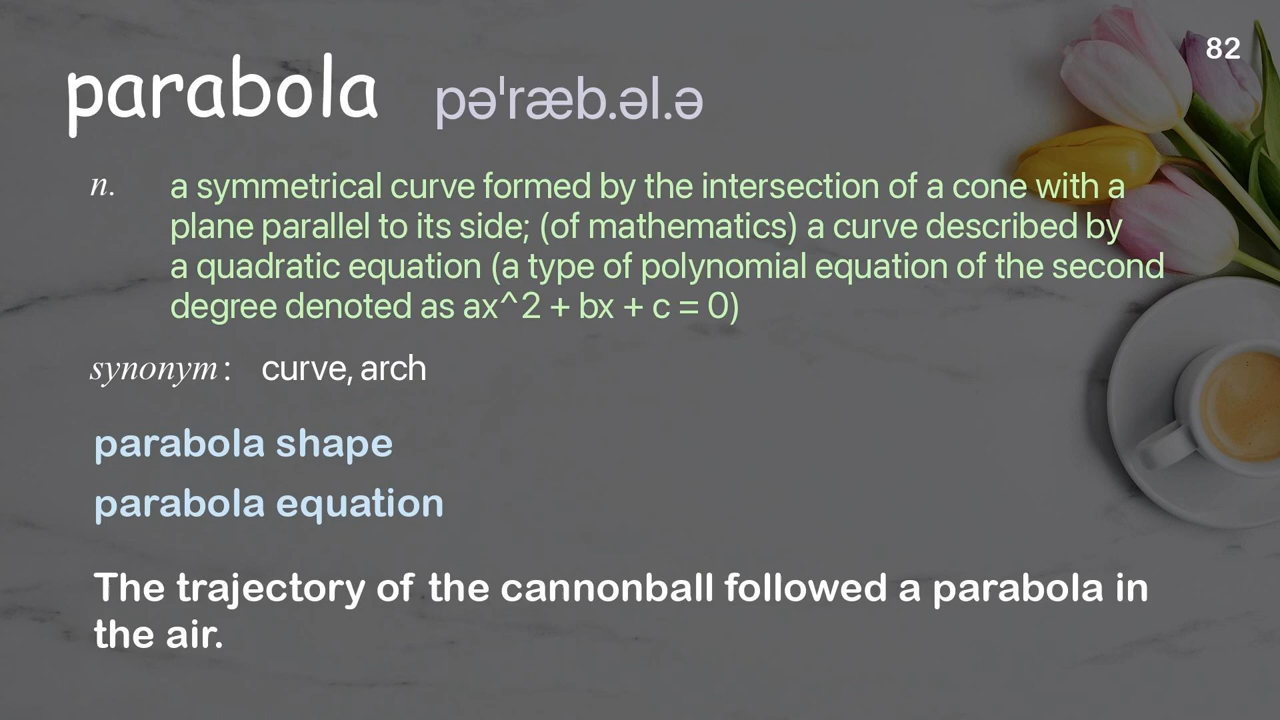 82
parabola pəˈræb.əl.ə
n. a symmetrical curve formed by the intersection of a cone with a
plane parallel to its side; (of mathematics) a curve described by
a quadratic equation (a type of polynomial equation of the second
degree denoted as ax^2 + bx + c = 0)
synonym: curve, arch
parabola shape
parabola equation
The trajectory of the cannonball followed a parabola in
the air.